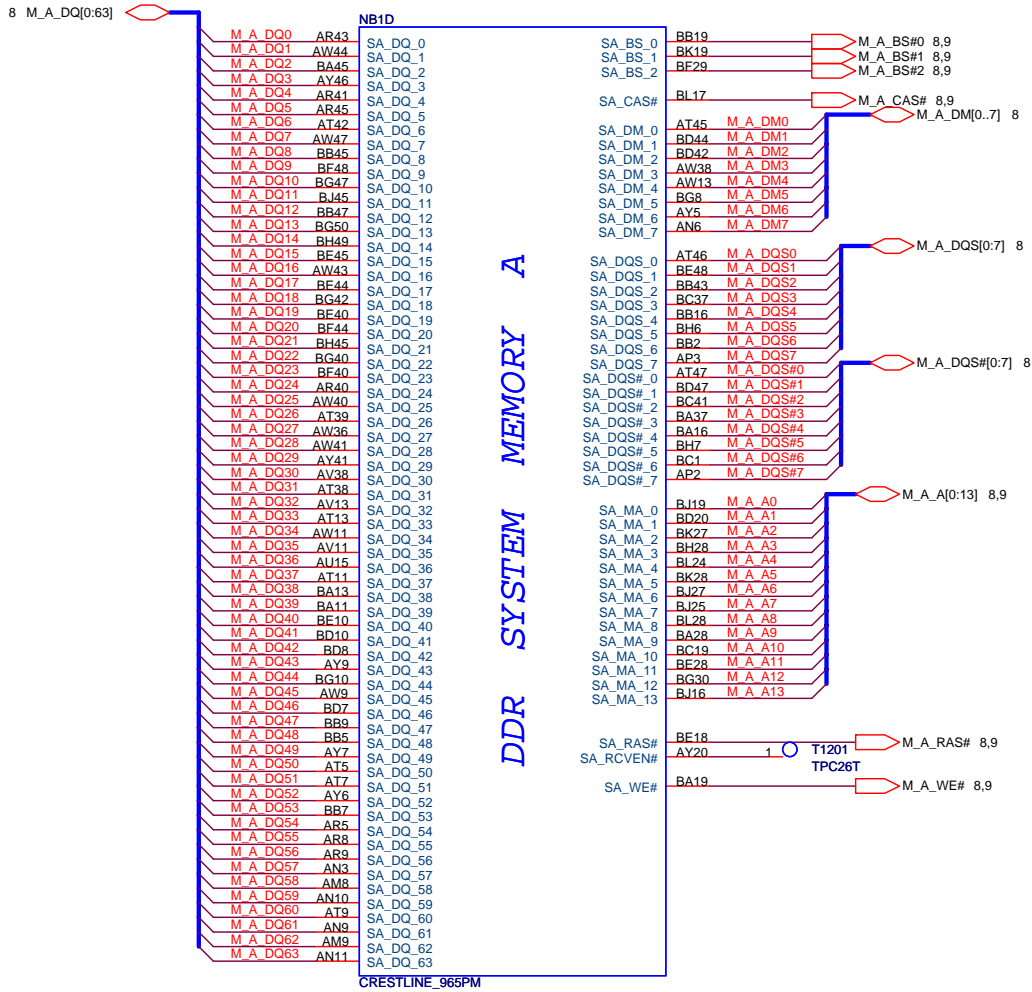 8 M_A_DQ[0:63]
NB1D
M_A_DQ0 AR43 SA_DQ_0 SA_BS_0 BB19 M_A_BS#0 8,9
M_A_DQ1 AW44 SA_DQ_1 SA_BS_1 BK19 M_A_BS#1 8,9
M_A_DQ2 BA45 SA_DQ_2 SA_BS_2 BF29 M_A_BS#2 8,9
M_A_DQ3 AY46 SA_DQ_3
M_A_DQ4 AR41 SA_DQ_4 SA_CAS# BL17 M_A_CAS# 8,9
M_A_DQ5 AR45 SA_DQ_5 M_A_DM[0..7] 8
M_A_DQ6 AT42 SA_DQ_6 SA_DM_0 AT45 M_A_DM0
M_A_DQ7 AW47 SA_DQ_7 SA_DM_1 BD44 M_A_DM1
M_A_DQ8 BB45 SA_DQ_8 SA_DM_2 BD42 M_A_DM2
M_A_DQ9 BF48 SA_DQ_9 SA_DM_3 AW38 M_A_DM3
M_A_DQ10 BG47 SA_DQ_10 SA_DM_4 AW13 M_A_DM4
M_A_DQ11 BJ45 SA_DQ_11 SA_DM_5 BG8 M_A_DM5
M_A_DQ12 BB47 SA_DQ_12 SA_DM_6 AY5 M_A_DM6
M_A_DQ13 BG50 SA_DQ_13 SA_DM_7 AN6 M_A_DM7
M_A_DQ14 BH49 SA_DQ_14 M_A_DQS[0:7] 8
M_A_DQ15 BE45 SA_DQ_15 SA_DQS_0 AT46 M_A_DQS0
M_A_DQ16 AW43 SA_DQ_16 SA_DQS_1 BE48 M_A_DQS1
M_A_DQ17 BE44 SA_DQ_17 SA_DQS_2 BB43 M_A_DQS2
M_A_DQ18 BG42 SA_DQ_18 SA_DQS_3 BC37 M_A_DQS3
M_A_DQ19 BE40 SA_DQ_19 SA_DQS_4 BB16 M_A_DQS4
M_A_DQ20 BF44 SA_DQ_20 SA_DQS_5 BH6 M_A_DQS5
M_A_DQ21 BH45 SA_DQ_21 SA_DQS_6 BB2 M_A_DQS6
M_A_DQ22 BG40 SA_DQ_22 SA_DQS_7 AP3 M_A_DQS7 M_A_DQS#[0:7] 8
M_A_DQ23 BF40 SA_DQ_23 SA_DQS#_0 AT47 M_A_DQS#0
M_A_DQ24 AR40 SA_DQ_24 SA_DQS#_1 BD47 M_A_DQS#1
M_A_DQ25 AW40 SA_DQ_25 SA_DQS#_2 BC41 M_A_DQS#2
M_A_DQ26 AT39 SA_DQ_26 SA_DQS#_3 BA37 M_A_DQS#3
M_A_DQ27 AW36 SA_DQ_27 SA_DQS#_4 BA16 M_A_DQS#4
M_A_DQ28 AW41 SA_DQ_28 SA_DQS#_5 BH7 M_A_DQS#5
M_A_DQ29 AY41 SA_DQ_29 SA_DQS#_6 BC1 M_A_DQS#6
M_A_DQ30 AV38 SA_DQ_30 SA_DQS#_7 AP2 M_A_DQS#7
M_A_DQ31 AT38 SA_DQ_31 M_A_A[0:13] 8,9
M_A_DQ32 AV13 SA_DQ_32 SA_MA_0 BJ19 M_A_A0
M_A_DQ33 AT13 SA_DQ_33 SA_MA_1 BD20 M_A_A1
M_A_DQ34 AW11 SA_DQ_34 SA_MA_2 BK27 M_A_A2
M_A_DQ35 AV11 SA_DQ_35 SA_MA_3 BH28 M_A_A3
M_A_DQ36 AU15 SA_DQ_36 SA_MA_4 BL24 M_A_A4
M_A_DQ37 AT11 SA_DQ_37 SA_MA_5 BK28 M_A_A5
M_A_DQ38 BA13 SA_DQ_38 SA_MA_6 BJ27 M_A_A6
M_A_DQ39 BA11 SA_DQ_39 SA_MA_7 BJ25 M_A_A7
M_A_DQ40 BE10 SA_DQ_40 SA_MA_8 BL28 M_A_A8
M_A_DQ41 BD10 SA_DQ_41 SA_MA_9 BA28 M_A_A9
M_A_DQ42 BD8 SA_DQ_42 SA_MA_10 BC19 M_A_A10
M_A_DQ43 AY9 SA_DQ_43 SA_MA_11 BE28 M_A_A11
M_A_DQ44 BG10 SA_DQ_44 SA_MA_12 BG30 M_A_A12
M_A_DQ45 AW9 SA_DQ_45 SA_MA_13 BJ16 M_A_A13
M_A_DQ46 BD7 SA_DQ_46
M_A_DQ47 BB9 SA_DQ_47
M_A_DQ48 BB5 SA_DQ_48 SA_RAS# BE18 M_A_RAS# 8,9
M_A_DQ49 AY7 SA_DQ_49 SA_RCVEN# AY20 1 T1201
M_A_DQ50 AT5 SA_DQ_50 TPC26T
M_A_DQ51 AT7 SA_DQ_51 SA_WE# BA19 M_A_WE# 8,9
M_A_DQ52 AY6 SA_DQ_52
M_A_DQ53 BB7 SA_DQ_53
M_A_DQ54 AR5 SA_DQ_54
M_A_DQ55 AR8 SA_DQ_55
M_A_DQ56 AR9 SA_DQ_56
M_A_DQ57 AN3 SA_DQ_57
M_A_DQ58 AM8 SA_DQ_58
M_A_DQ59 AN10 SA_DQ_59
M_A_DQ60 AT9 SA_DQ_60
M_A_DQ61 AN9 SA_DQ_61
M_A_DQ62 AM9 SA_DQ_62
M_A_DQ63 AN11 SA_DQ_63
DDR SYSTEM MEMORY A
CRESTLINE_965PM